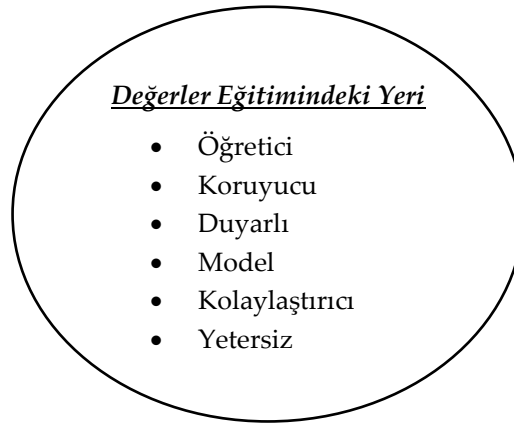 Değerler Eğitimindeki Yeri
• Öğretici
• Koruyucu
• Duyarlı
• Model
• Kolaylaştırıcı
• Yetersiz